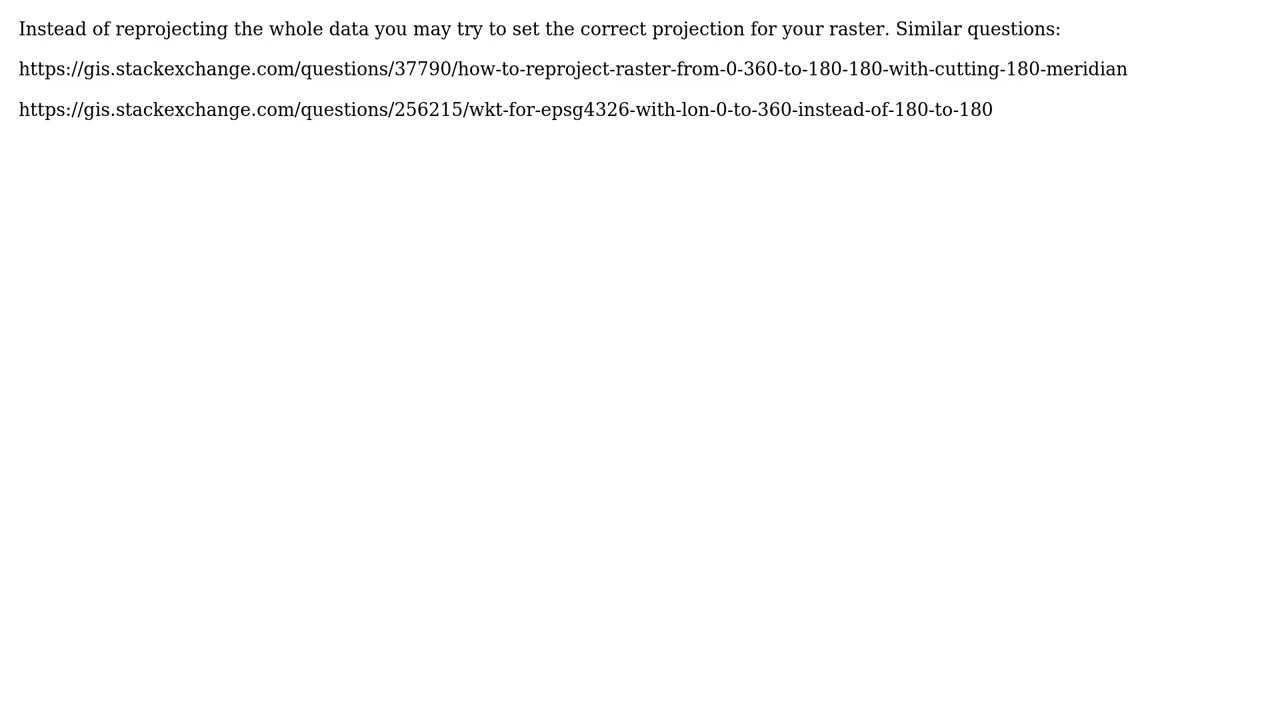 Instead of reprojecting the whole data you may try to set the correct projection for your raster. Similar questions:
https://gis.stackexchange.com/questions/37790/how-to-reproject-raster-from-0-360-to-180-180-with-cutting-180-meridian
https://gis.stackexchange.com/questions/256215/wkt-for-epsg4326-with-lon-0-to-360-instead-of-180-to-180